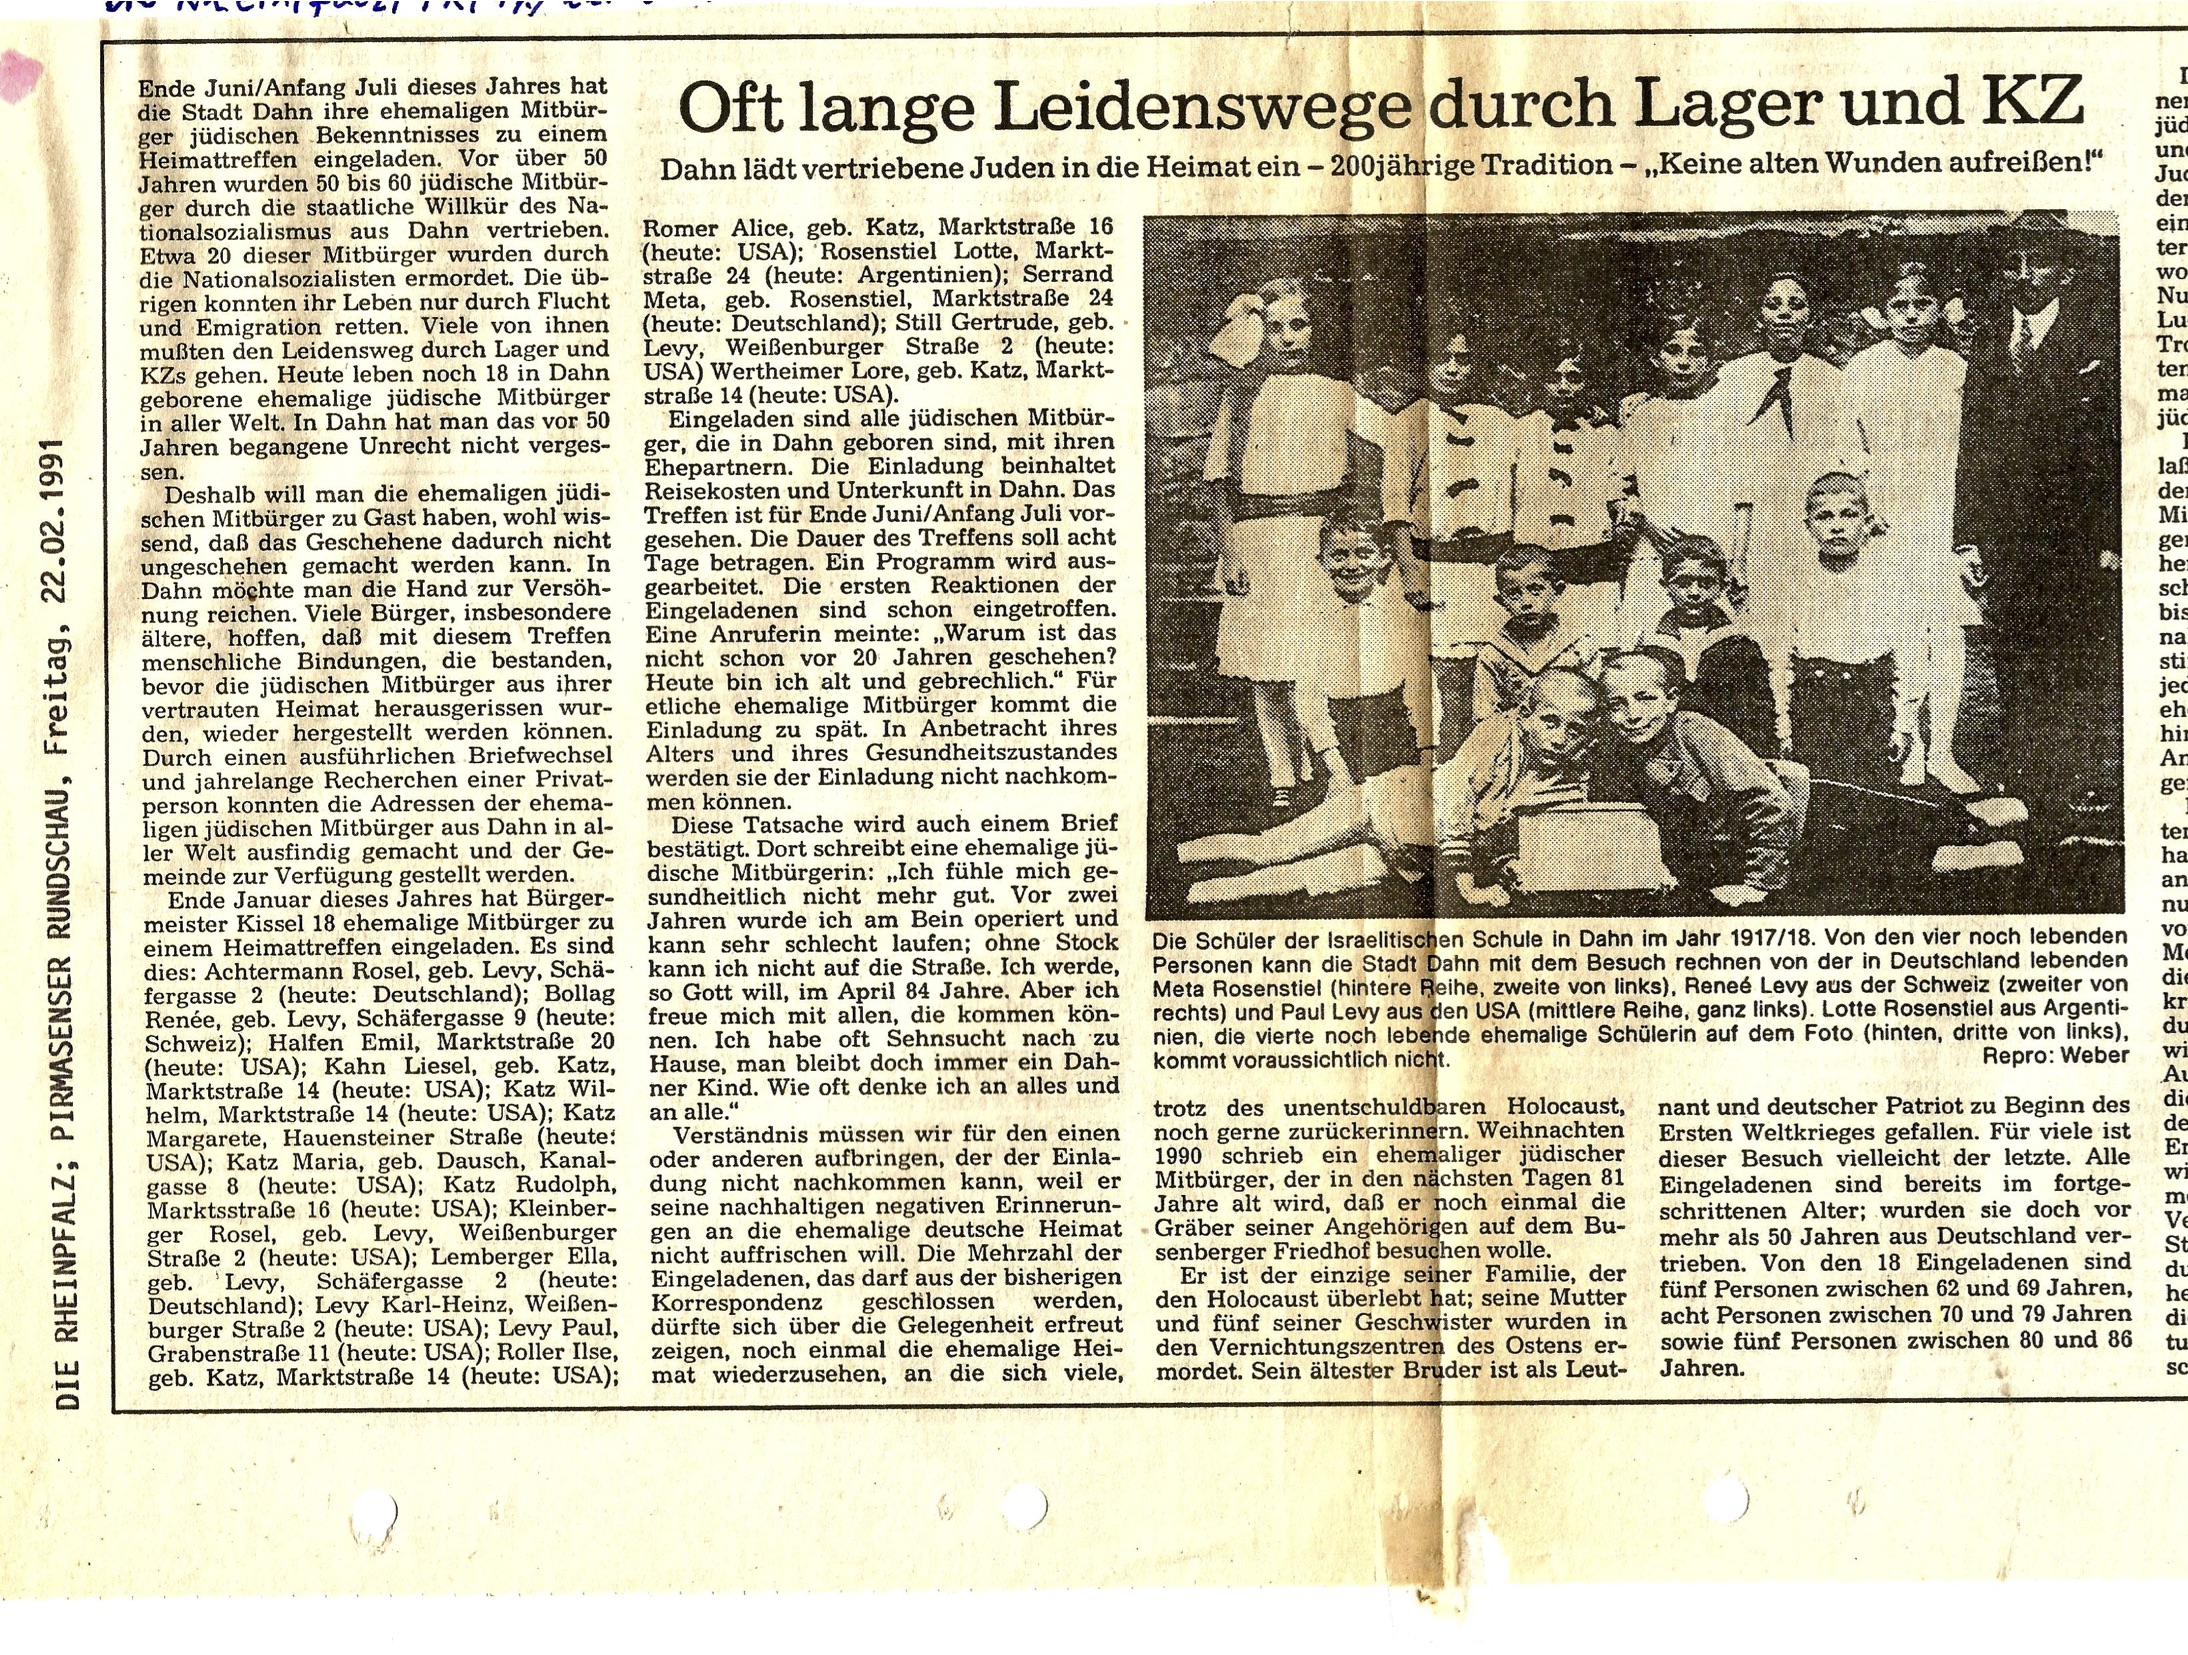 DIE RHEINPFALZ; PIRMASENSER RUNDSCHAU, Freitag, 22.02.1991
Oft lange Leidenswege durch Lager und KZ
Dahn lädt vertriebene Juden in die Heimat ein – 200jährige Tradition – „Keine alten Wunden aufreißen!“
Ende Juni/Anfang Juli dieses Jahres hat
die Stadt Dahn ihre ehemaligen Mitbür-
ger jüdischen Bekenntnisses zu einem
Heimattreffen eingeladen. Vor über 50
Jahren wurden 50 bis 60 jüdische Mitbür-
ger durch die staatliche Willkür des Na-
tionalsozialismus aus Dahn vertrieben.
Etwa 20 dieser Mitbürger wurden durch
die Nationalsozialisten ermordet. Die üb-
rigen konnten ihr Leben nur durch Flucht
und Emigration retten. Viele von ihnen
mußten den Leidensweg durch Lager und
KZs gehen. Heute leben noch 18 in Dahn
geborene ehemalige jüdische Mitbürger
in aller Welt. In Dahn hat man das vor 50
Jahren begangene Unrecht nicht verges-
sen.
Deshalb will man die ehemaligen jüdi-
schen Mitbürger zu Gast haben, wohl wis-
send, daß das Geschehene dadurch nicht
ungeschehen gemacht werden kann. In
Dahn möchte man die Hand zur Versöh-
nung reichen. Viele Bürger, insbesondere
ältere, hoffen, daß mit diesem Treffen
menschliche Bindungen, die bestanden,
bevor die jüdischen Mitbürger aus ihrer
vertrauten Heimat herausgerissen wur-
den, wieder hergestellt werden können.
Durch einen ausführlichen Briefwechsel
und jahrelange Recherchen einer Privat-
person konnten die Adressen der ehema-
ligen jüdischen Mitbürger aus Dahn in al-
ler Welt ausfindig gemacht und der Ge-
meinde zur Verfügung gestellt werden.
Ende Januar dieses Jahres hat Bürger-
meister Kissel 18 ehemalige Mitbürger zu
einem Heimattreffen eingeladen. Es sind
dies: Achtermann Rosel, geb. Levy, Schä-
fergasse 2 (heute: Deutschland); Bollag
Renée, geb. Levy, Schäfergasse 9 (heute:
Schweiz); Halfen Emil, Marktstraße 20
(heute: USA); Kahn Liesel, geb. Katz,
Marktstraße 14 (heute: USA); Katz Wil-
helm, Marktstraße 14 (heute: USA); Katz
Margarete, Hauensteiner Straße (heute:
USA); Katz Maria, geb. Dausch, Kanal-
gasse 8 (heute: USA); Katz Rudolph,
Marktsstraße 16 (heute: USA); Kleinber-
ger Rosel, geb. Levy, Weißenburger
Straße 2 (heute: USA); Lemberger Ella,
geb. Levy, Schäfergasse 2 (heute:
Deutschland); Levy Karl-Heinz, Weißen-
burger Straße 2 (heute: USA); Levy Paul,
Grabenstraße 11 (heute: USA); Roller Ilse,
geb. Katz, Marktstraße 14 (heute: USA);
Romer Alice, geb. Katz, Marktstraße 16
(heute: USA); Rosenstiel Lotte, Markt-
straße 24 (heute: Argentinien); Serrand
Meta, geb. Rosenstiel, Marktstraße 24
(heute: Deutschland); Still Gertrude, geb.
Levy, Weißenburger Straße 2 (heute:
USA) Wertheimer Lore, geb. Katz, Markt-
straße 14 (heute: USA).
Eingeladen sind alle jüdischen Mitbür-
ger, die in Dahn geboren sind, mit ihren
Ehepartnern. Die Einladung beinhaltet
Reisekosten und Unterkunft in Dahn. Das
Treffen ist für Ende Juni/Anfang Juli vor-
gesehen. Die Dauer des Treffens soll acht
Tage betragen. Ein Programm wird aus-
gearbeitet. Die ersten Reaktionen der
Eingeladenen sind schon eingetroffen.
Eine Anruferin meinte: „Warum ist das
nicht schon vor 20 Jahren geschehen?
Heute bin ich alt und gebrechlich.“ Für
etliche ehemalige Mitbürger kommt die
Einladung zu spät. In Anbetracht ihres
Alters und ihres Gesundheitszustandes
werden sie der Einladung nicht nachkom-
men können.
Diese Tatsache wird auch einem Brief
bestätigt. Dort schreibt eine ehemalige jü-
dische Mitbürgerin: „Ich fühle mich ge-
sundheitlich nicht mehr gut. Vor zwei
Jahren wurde ich am Bein operiert und
kann sehr schlecht laufen; ohne Stock
kann ich nicht auf die Straße. Ich werde,
so Gott will, im April 84 Jahre. Aber ich
freue mich mit allen, die kommen kön-
nen. Ich habe oft Sehnsucht nach zu
Hause, man bleibt doch immer ein Dah-
ner Kind. Wie oft denke ich an alles und
an alle.“
Verständnis müssen wir für den einen
oder anderen aufbringen, der der Einla-
dung nicht nachkommen kann, weil er
seine nachhaltigen negativen Erinnerun-
gen an die ehemalige deutsche Heimat
nicht auffrischen will. Die Mehrzahl der
Eingeladenen, das darf aus der bisherigen
Korrespondenz geschlossen werden,
dürfte sich über die Gelegenheit erfreut
zeigen, noch einmal die ehemalige Hei-
mat wiederzusehen, an die sich viele,
Die Schüler der Israelitischen Schule in Dahn im Jahr 1917/18. Von den vier noch lebenden
Personen kann die Stadt Dahn mit dem Besuch rechnen von der in Deutschland lebenden
Meta Rosenstiel (hintere Reihe, zweite von links), Reneé Levy aus der Schweiz (zweiter von
rechts) und Paul Levy aus den USA (mittlere Reihe, ganz links). Lotte Rosenstiel aus Argenti-
nien, die vierte noch lebende ehemalige Schülerin auf dem Foto (hinten, dritte von links),
kommt voraussichtlich nicht. Repro: Weber
trotz des unentschuldbaren Holocaust,
noch gerne zurückerinnern. Weihnachten
1990 schrieb ein ehemaliger jüdischer
Mitbürger, der in den nächsten Tagen 81
Jahre alt wird, daß er noch einmal die
Gräber seiner Angehörigen auf dem Bu-
senberger Friedhof besuchen wolle.
Er ist der einzige seiner Familie, der
den Holocaust überlebt hat; seine Mutter
und fünf seiner Geschwister wurden in
den Vernichtungszentren des Ostens er-
mordet. Sein ältester Bruder ist als Leut-
nant und deutscher Patriot zu Beginn des
Ersten Weltkrieges gefallen. Für viele ist
dieser Besuch vielleicht der letzte. Alle
Eingeladenen sind bereits im fortge-
schrittenen Alter; wurden sie doch vor
mehr als 50 Jahren aus Deutschland ver-
trieben. Von den 18 Eingeladenen sind
fünf Personen zwischen 62 und 69 Jahren,
acht Personen zwischen 70 und 79 Jahren
sowie fünf Personen zwischen 80 und 86
Jahren.